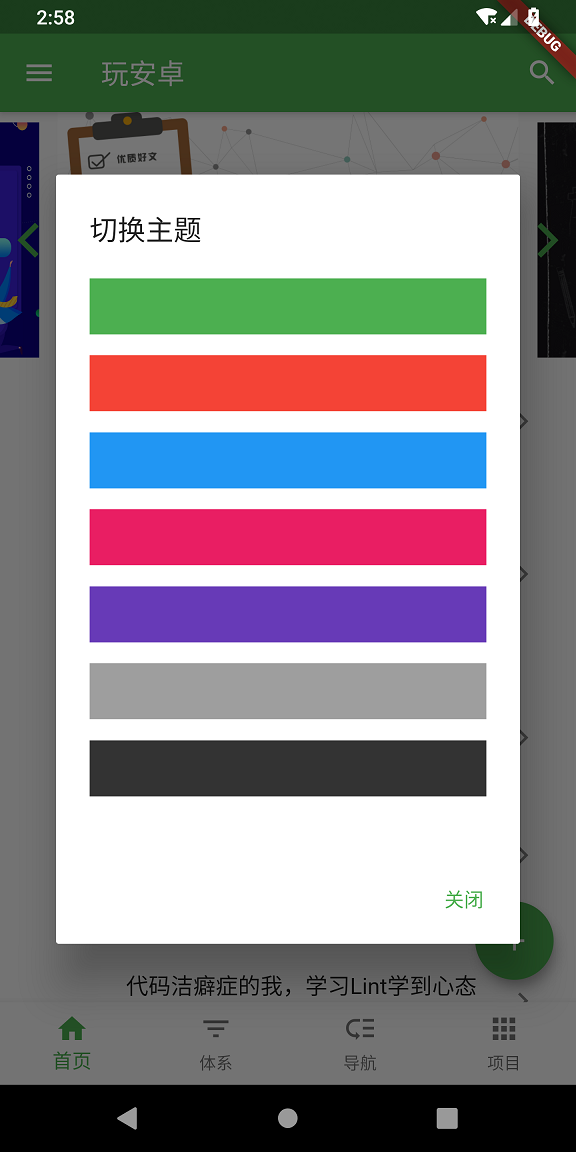 2:58
DEBUG
玩安卓
优质好文
切换主题
关闭
代码洁癖症的我，学习Lint学到心态
首页
体系
导航
项目